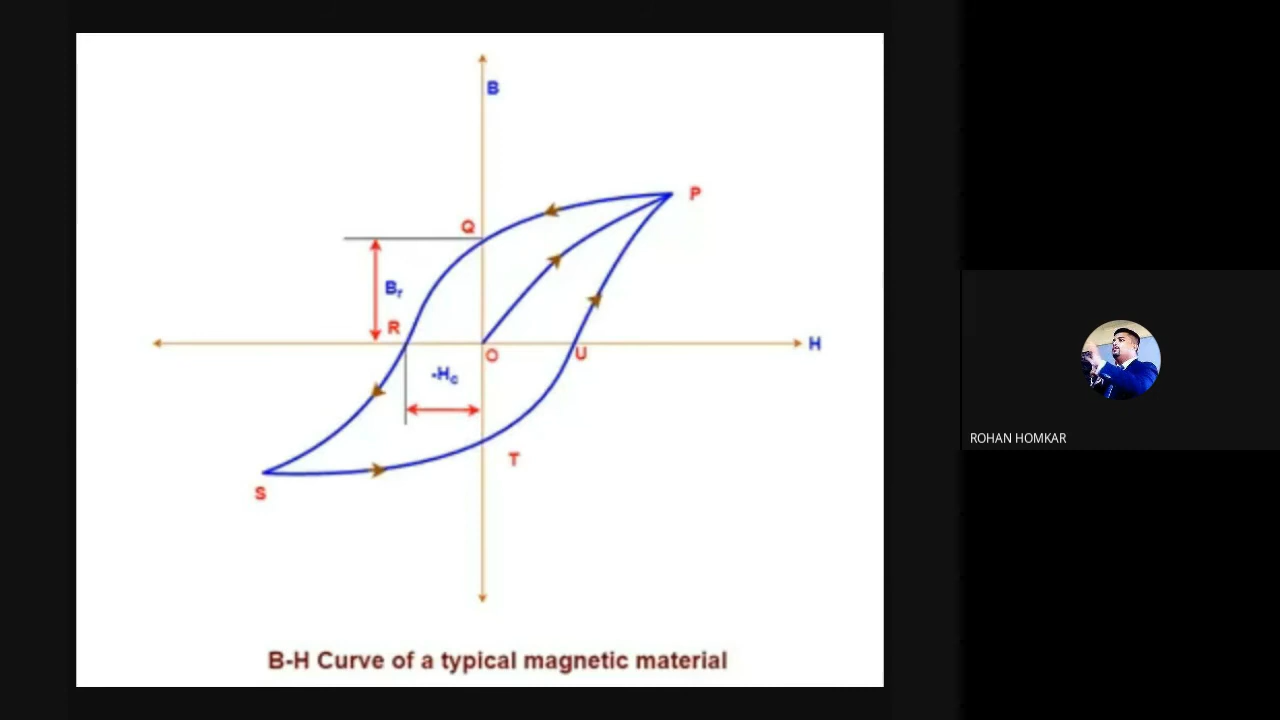 B
P
Q
Br
R
H
O
U
-Hc
T
S
B-H Curve of a typical magnetic material
ROHAN HOMKAR